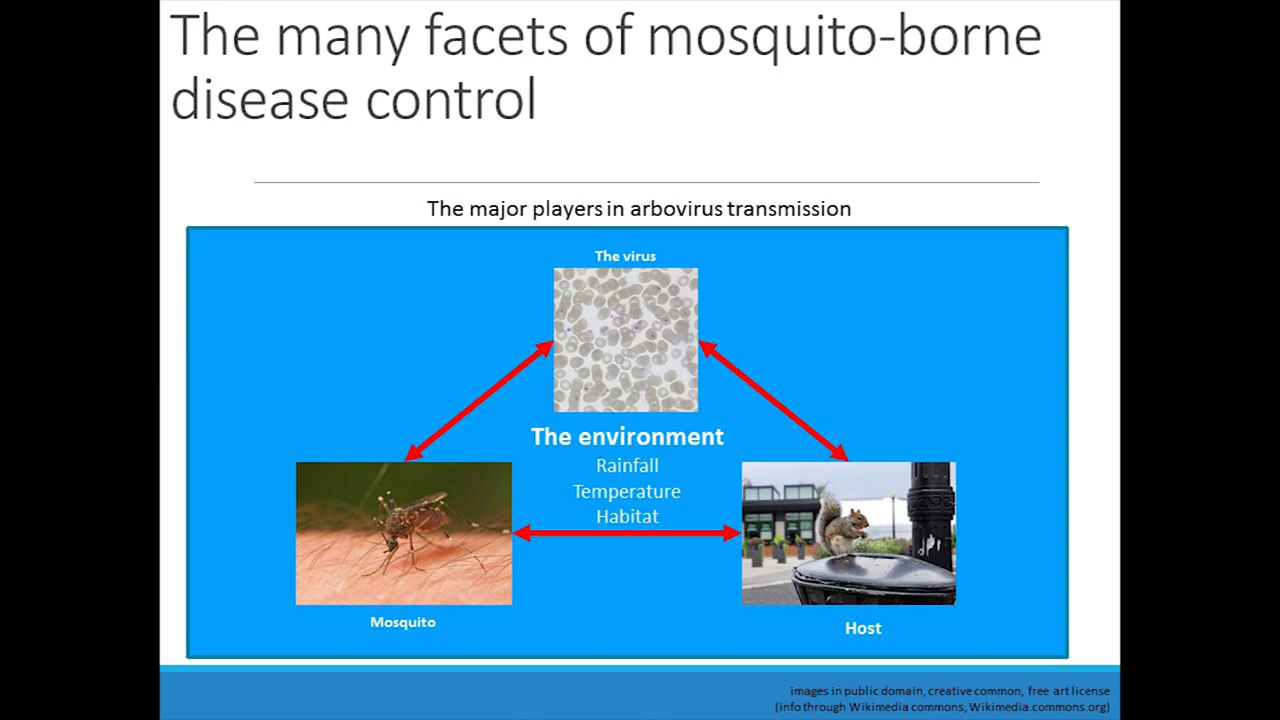 The many facets of mosquito-borne
disease control
The major players in arbovirus transmission
The virus
The environment
Rainfall
Temperature
Habitat
Mosquito
Host
images in public domain, creative common, free art license
(info through Wikimedia commons, Wikimedia.commons.org)